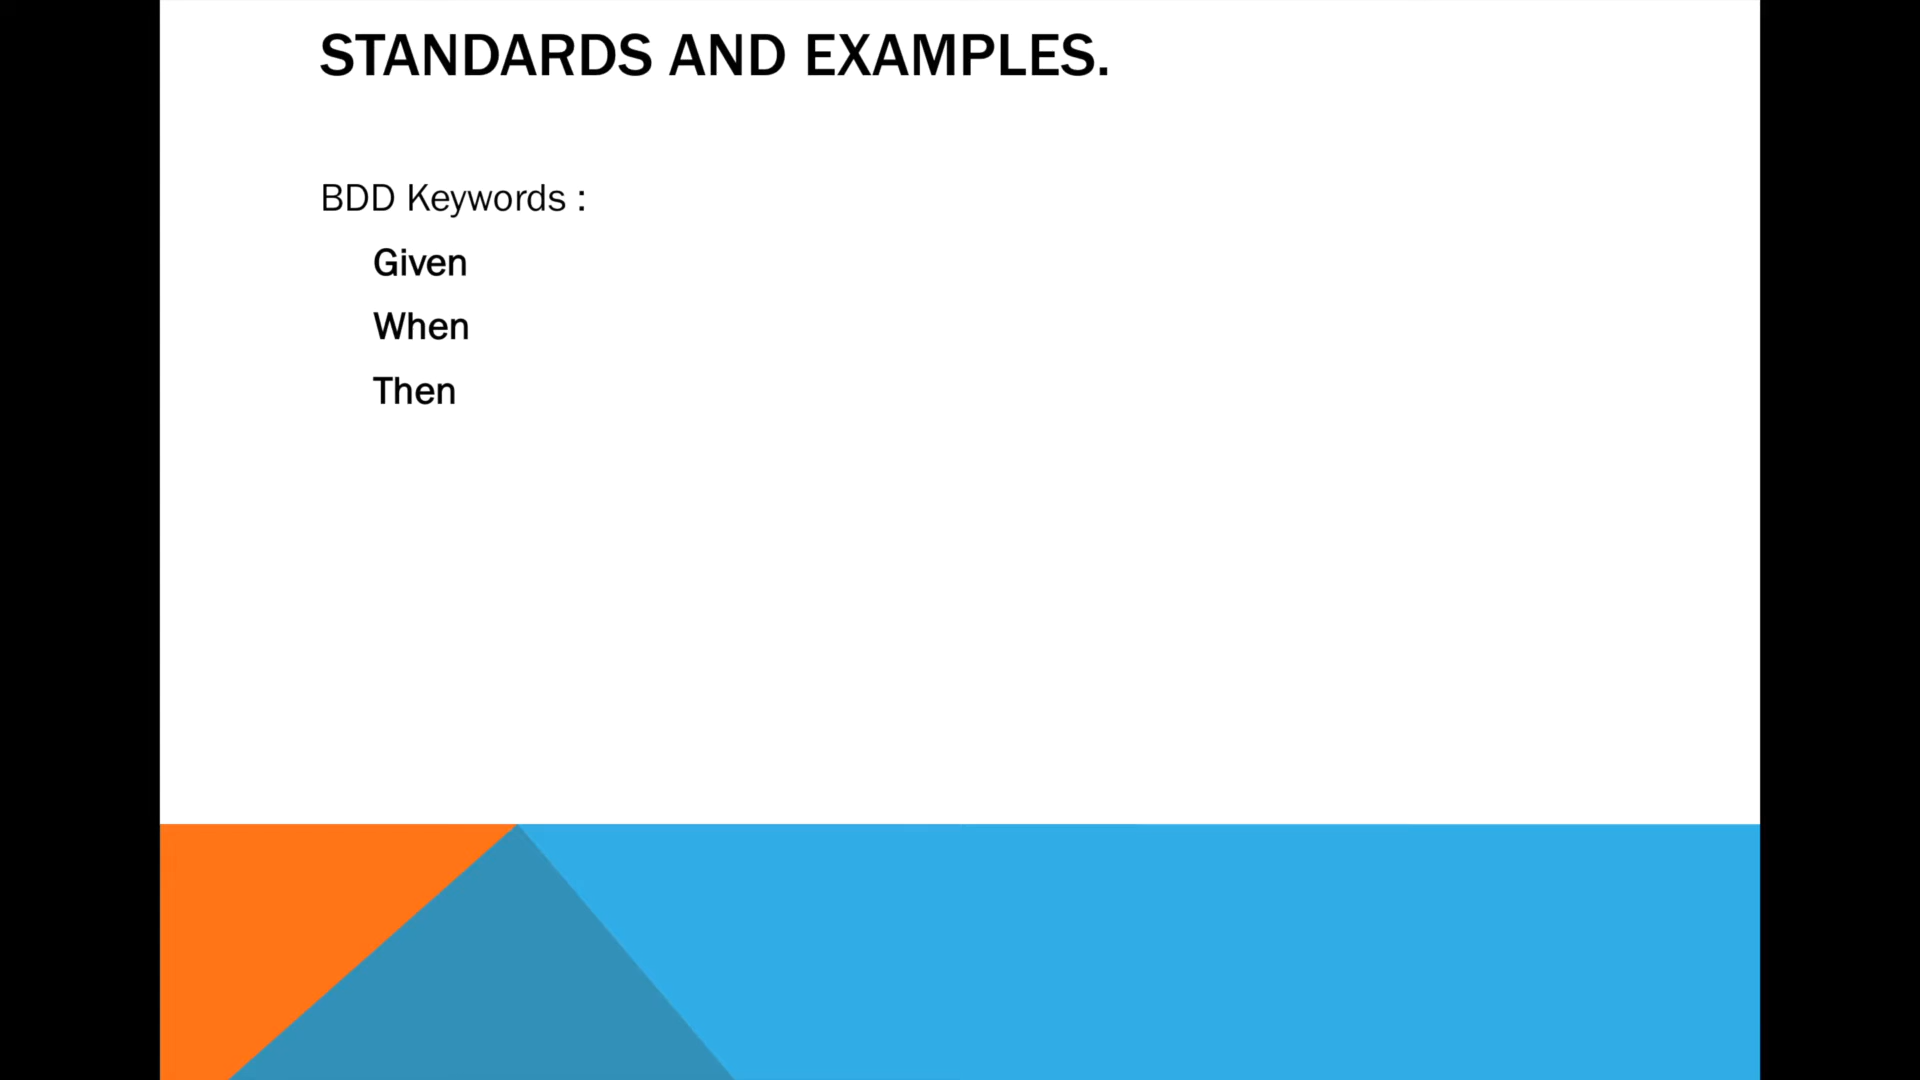 STANDARDS AND EXAMPLES.
BDD Keywords :
Given
When
Then